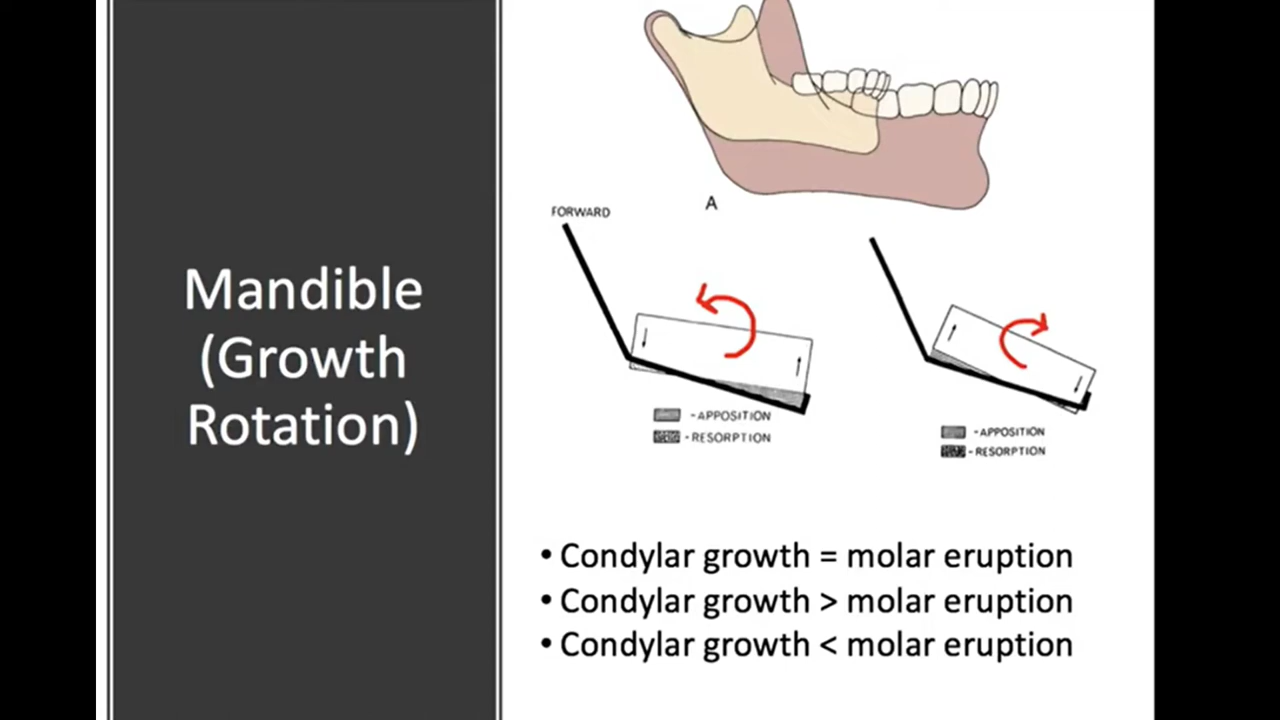 Mandible
(Growth
Rotation)
A
FORWARD
-APPOSITION
-RESORPTION
-APPOSITION
-RESORPTION
• Condylar growth = molar eruption
• Condylar growth > molar eruption
• Condylar growth < molar eruption